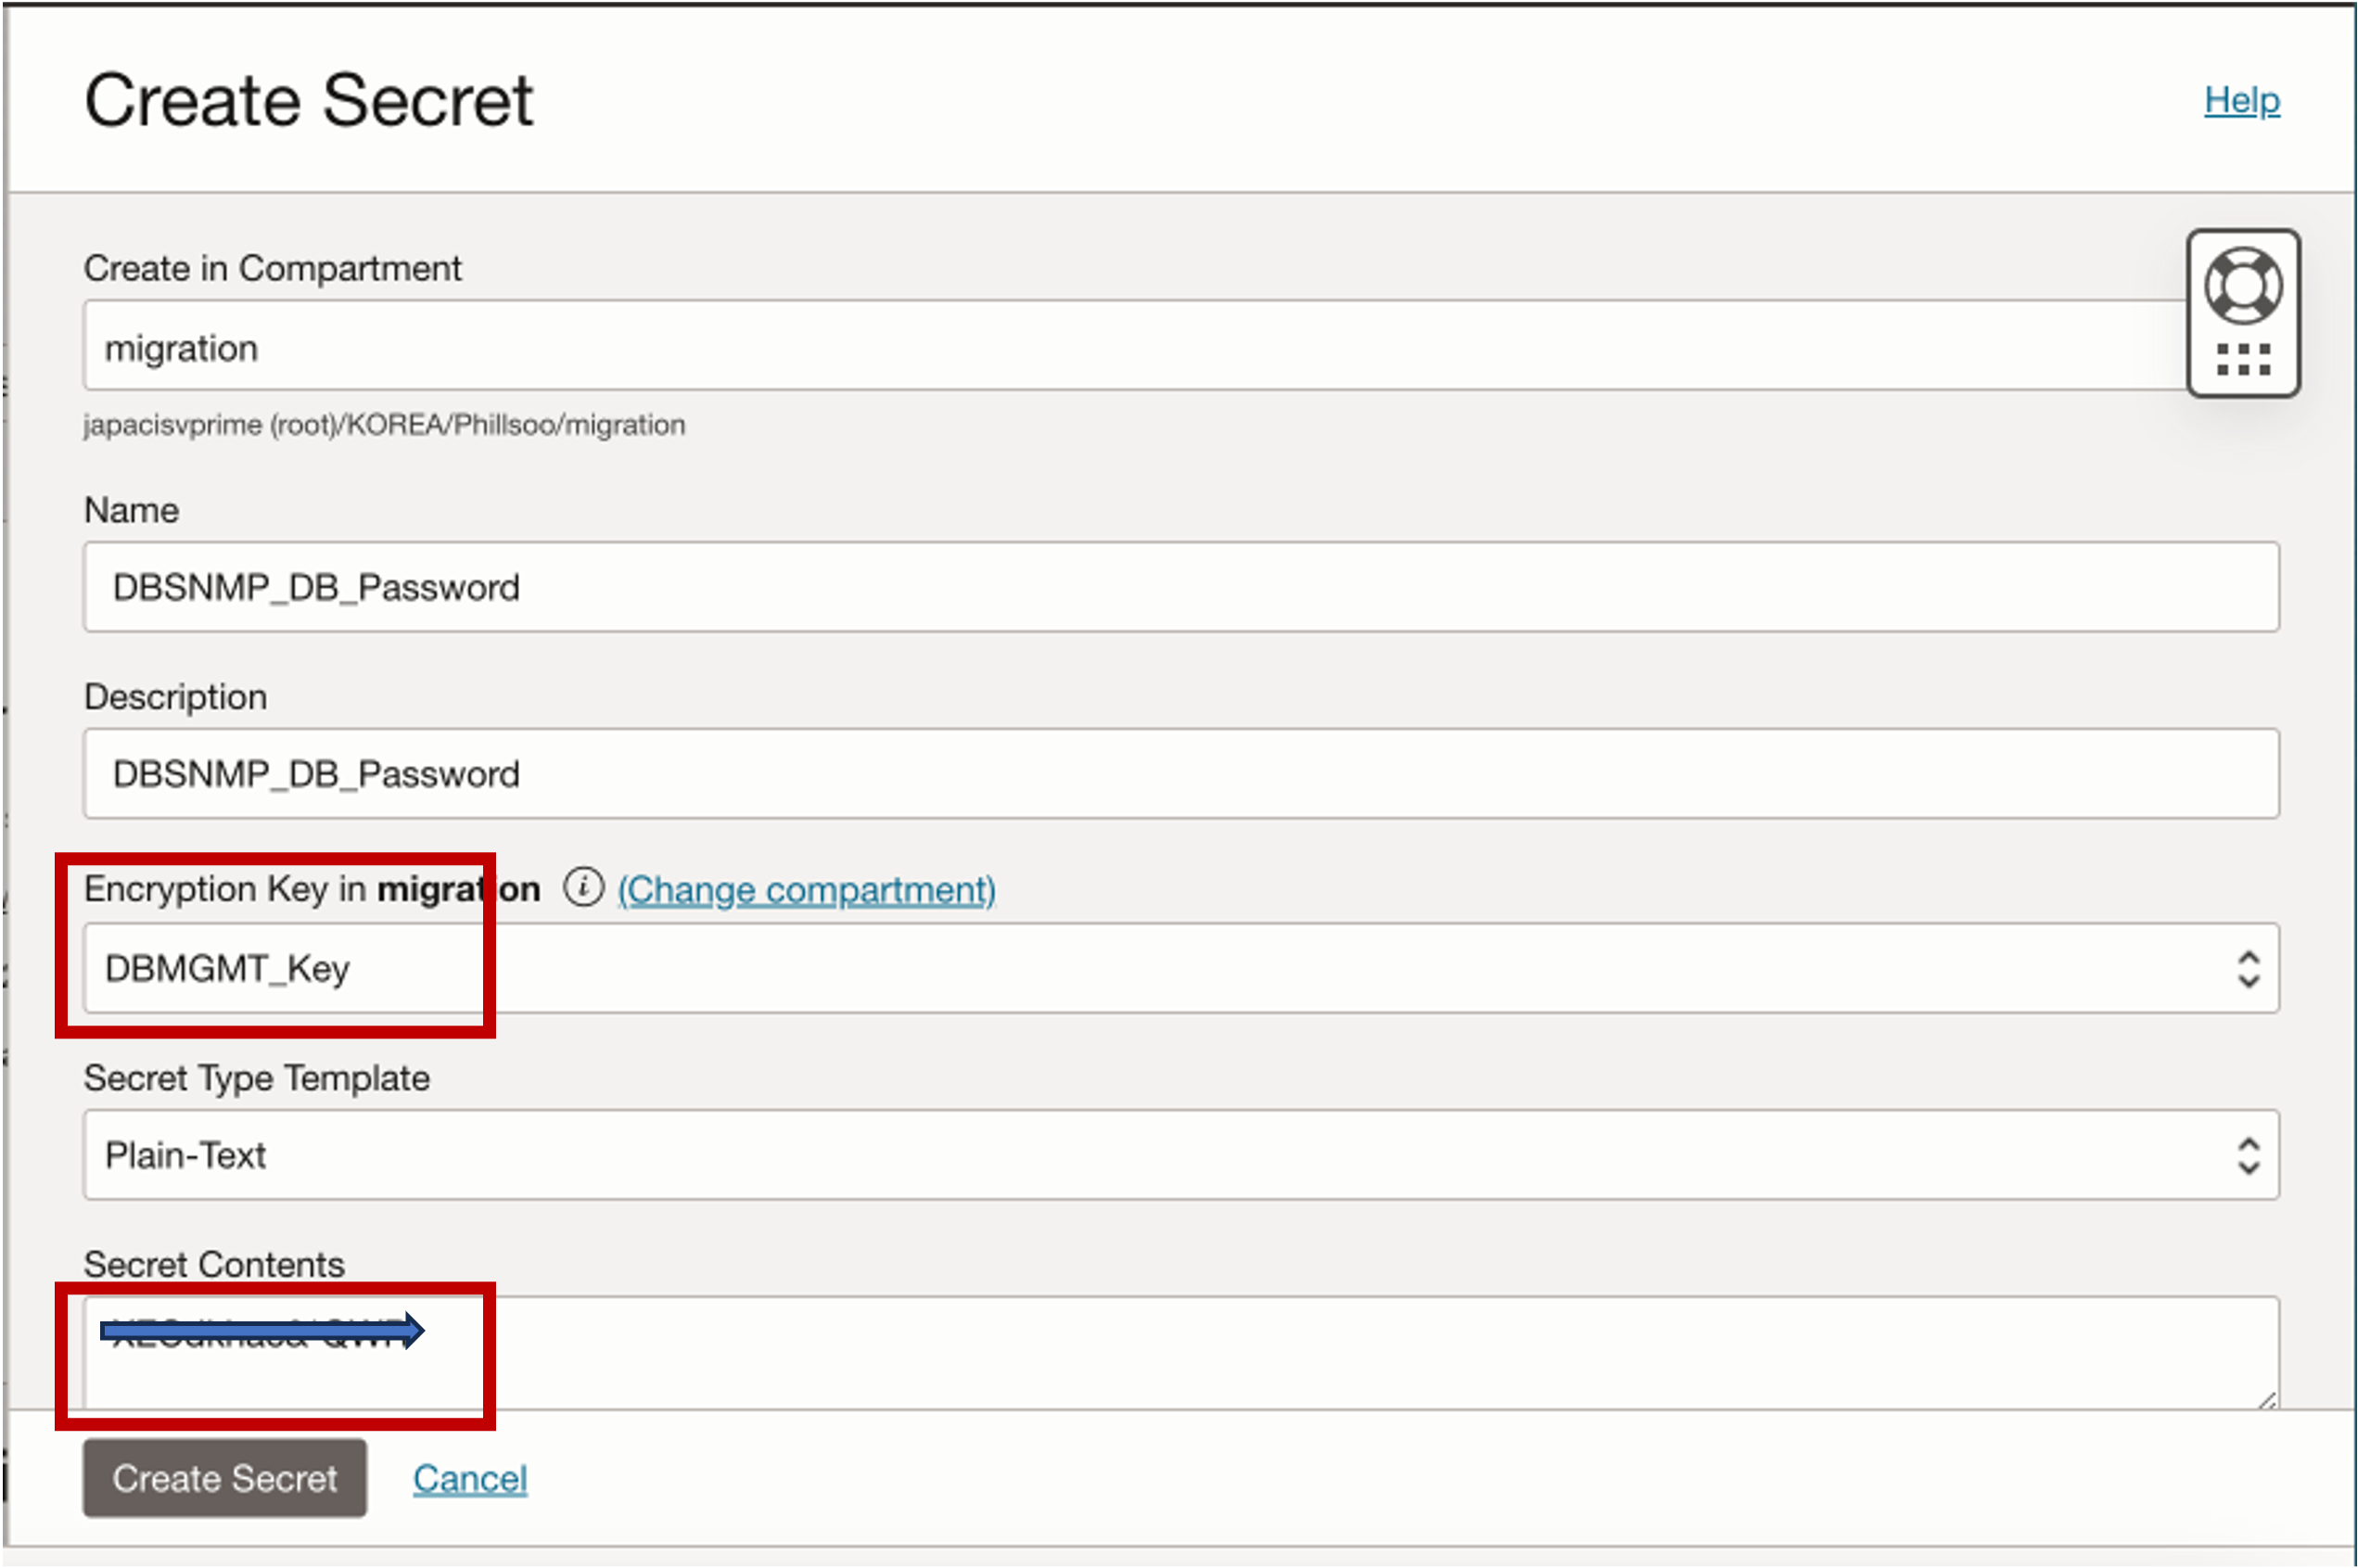 Create Secret
Help
Create in Compartment
migration
japacisvprime (root)/KOREA/Phillsoo/migration
Name
DBSNMP_DB_Password
Description
DBSNMP_DB_Password
Encryption Key in migration i (Change compartment)
DBMGMT_Key
Secret Type Template
Plain-Text
Secret Contents
Create Secret
Cancel